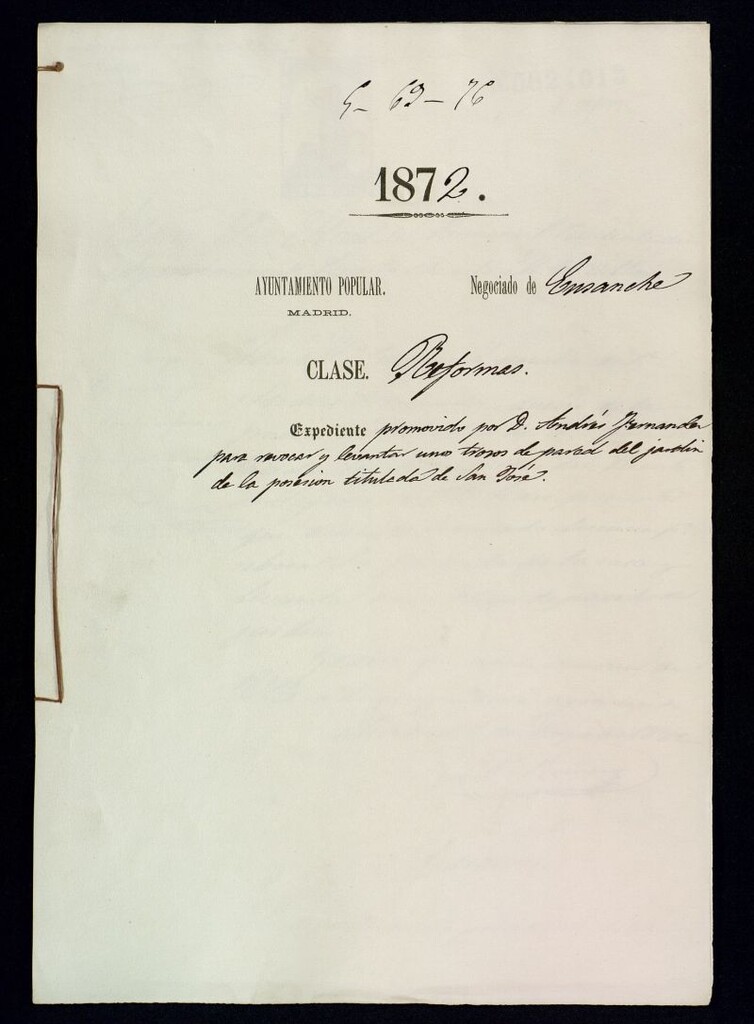 5-69-76
1872.
AYUNTAMIENTO POPULAR. Negociado de Ensanche
MADRID.
CLASE. Reformas.
Expediente promovido por D. Andrés Fernandez
para revocar y levantar unos trozos de pared del jardin
de la posesion titulada de San José.